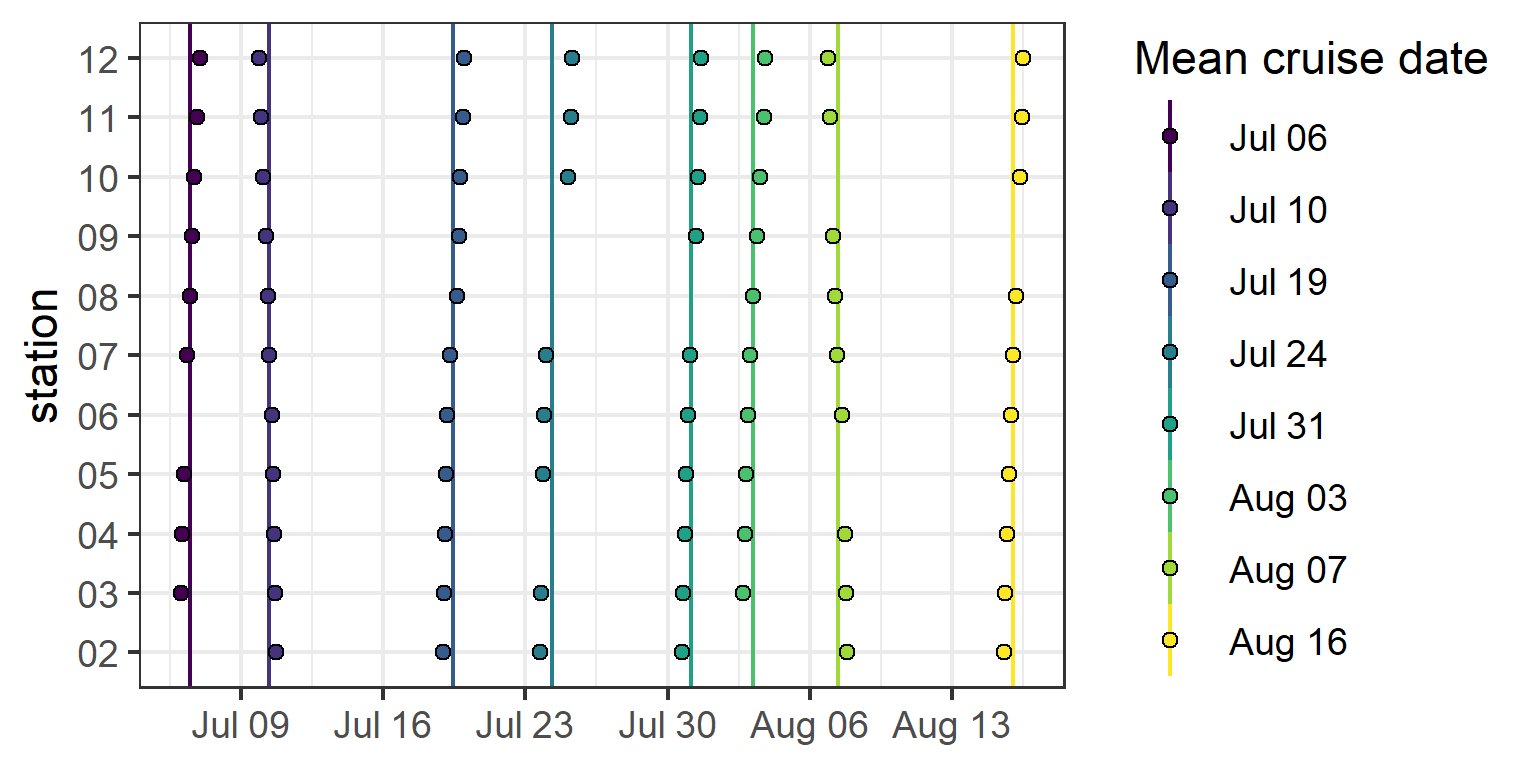 12
11
10
09
08
07
06
05
04
03
02
station
Jul 09
Jul 16
Jul 23
Jul 30
Aug 06
Aug 13
Mean cruise date
Jul 06
Jul 10
Jul 19
Jul 24
Jul 31
Aug 03
Aug 07
Aug 16